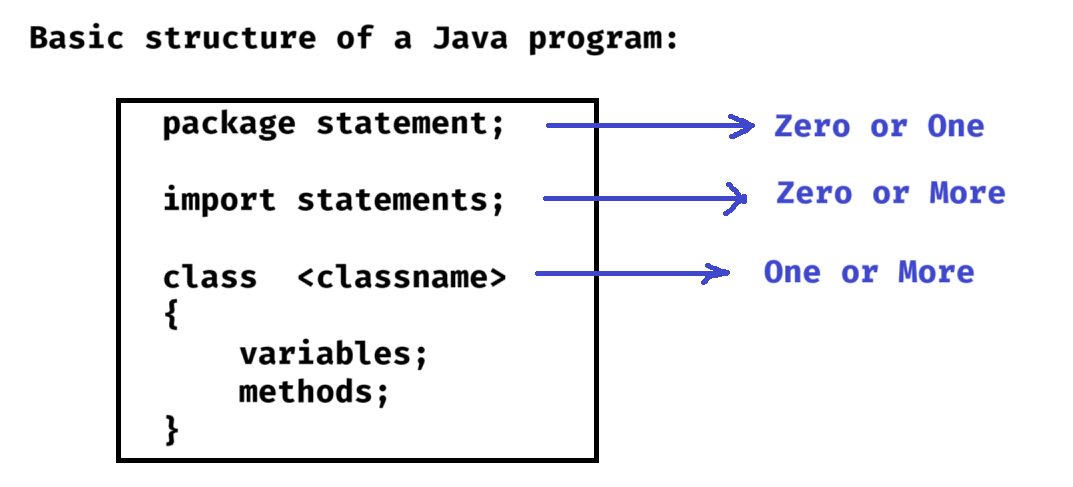 Basic structure of a Java program:
package statement; Zero or One
import statements; Zero or More
class  <classname> One or More
{
    variables;
    methods;
}